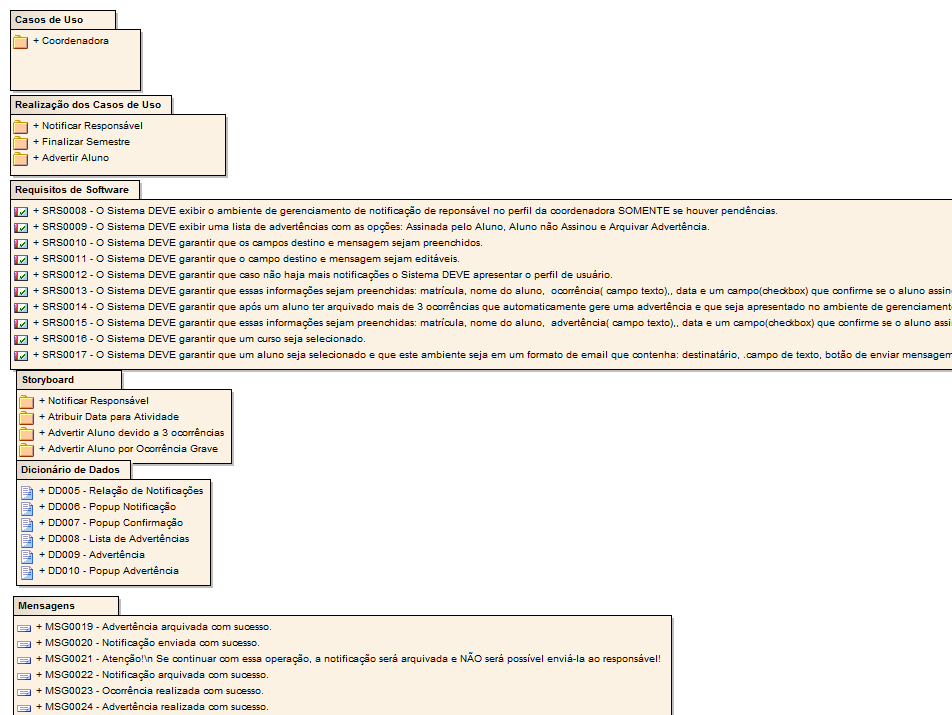 Casos de Uso
+ Coordenadora
Realização dos Casos de Uso
+ Notificar Responsável
+ Finalizar Semestre
+ Advertir Aluno
Requisitos de Software
+ SRS0008 - O Sistema DEVE exibir o ambiente de gerenciamento de notificação de reponsável no perfil da coordenadora SOMENTE se houver pendências.
+ SRS0009 - O Sistema DEVE exibir uma lista de advertências com as opções: Assinada pelo Aluno, Aluno não Assinou e Arquivar Advertência.
+ SRS0010 - O Sistema DEVE garantir que os campos destino e mensagem sejam preenchidos.
+ SRS0011 - O Sistema DEVE garantir que o campo destino e mensagem sejam editáveis.
+ SRS0012 - O Sistema DEVE garantir que caso não haja mais notificações o Sistema DEVE apresentar o perfil de usuário.
+ SRS0013 - O Sistema DEVE garantir que essas informações sejam preenchidas: matrícula, nome do aluno, ocorrência( campo texto),, data e um campo(checkbox) que confirme se o aluno assin
+ SRS0014 - O Sistema DEVE garantir que após um aluno ter arquivado mais de 3 ocorrências que automaticamente gere uma advertência e que seja apresentado no ambiente de gerenciament
+ SRS0015 - O Sistema DEVE garantir que essas informações sejam preenchidas: matrícula, nome do aluno, advertência( campo texto),, data e um campo(checkbox) que confirme se o aluno assi
+ SRS0016 - O Sistema DEVE garantir que um curso seja selecionado.
+ SRS0017 - O Sistema DEVE garantir que um aluno seja selecionado e que este ambiente seja em um formato de email que contenha: destinatário, .campo de texto, botão de enviar mensagem
Storyboard
+ Notificar Responsável
+ Atribuir Data para Atividade
+ Advertir Aluno devido a 3 ocorrências
+ Advertir Aluno por Ocorrência Grave
Dicionário de Dados
+ DD005 - Relação de Notificações
+ DD006 - Popup Notificação
+ DD007 - Popup Confirmação
+ DD008 - Lista de Advertências
+ DD009 - Advertência
+ DD010 - Popup Advertência
Mensagens
+ MSG0019 - Advertência arquivada com sucesso.
+ MSG0020 - Notificação enviada com sucesso.
+ MSG0021 - Atenção!\n Se continuar com essa operação, a notificação será arquivada e NÃO será possível enviá-la ao responsável!
+ MSG0022 - Notificação arquivada com sucesso.
+ MSG0023 - Ocorrência realizada com sucesso.
+ MSG0024 - Advertência realizada com sucesso.